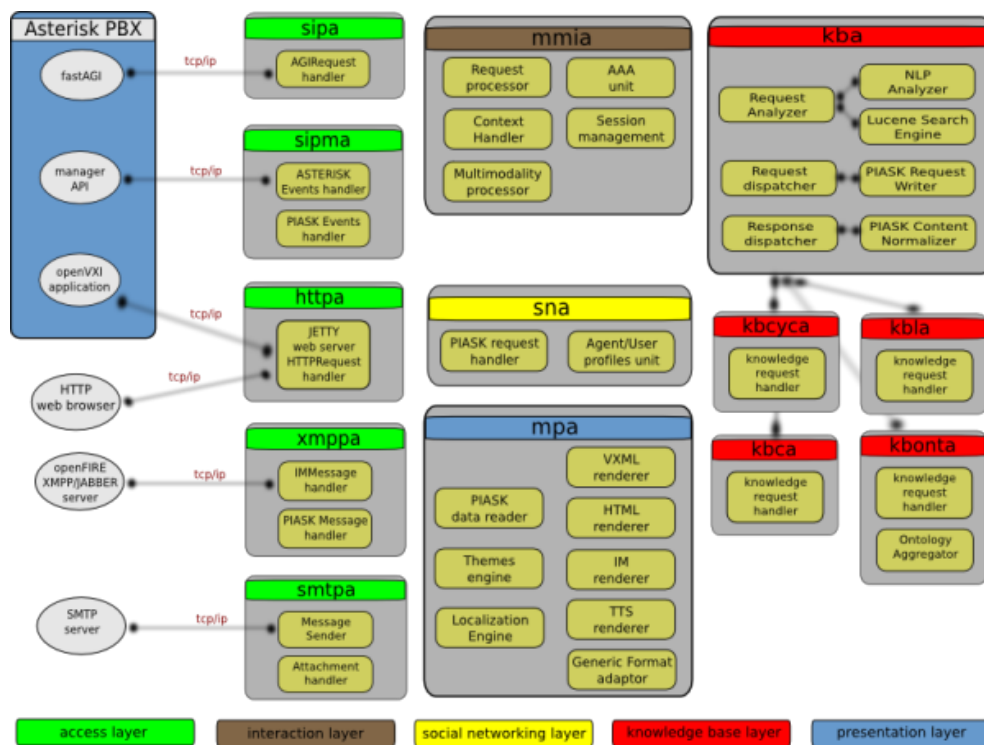 Asterisk PBX
fastAGI
manager
API
openVXI
application
HTTP
web browser
openFIRE
XMPP/JABBER
server
SMTP
server
tcp/ip
tcp/ip
tcp/ip
tcp/ip
tcp/ip
tcp/ip
sipa
AGIRequest
handler
sipma
ASTERISK
Events handler
PIASK Events
handler
httpa
JETTY
web server
HTTPRequest
handler
xmppa
IMMessage
handler
PIASK Message
handler
smtpa
Message
Sender
Attachment
handler
mmia
Request
processor
AAA
unit
Context
Handler
Session
management
Multimodality
processor
sna
PIASK request
handler
Agent/User
profiles unit
mpa
PIASK
data reader
Themes
engine
Localization
Engine
VXML
renderer
HTML
renderer
IM
renderer
TTS
renderer
Generic Format
adaptor
kba
Request
Analyzer
NLP
Analyzer
Lucene Search
Engine
Request
dispatcher
PIASK Request
Writer
Response
dispatcher
PIASK Content
Normalizer
kbcyca
knowledge
request
handler
kbla
knowledge
request
handler
kbca
knowledge
request
handler
kbonta
knowledge
request
handler
Ontology
Aggregator
access layer
interaction layer
social networking layer
knowledge base layer
presentation layer